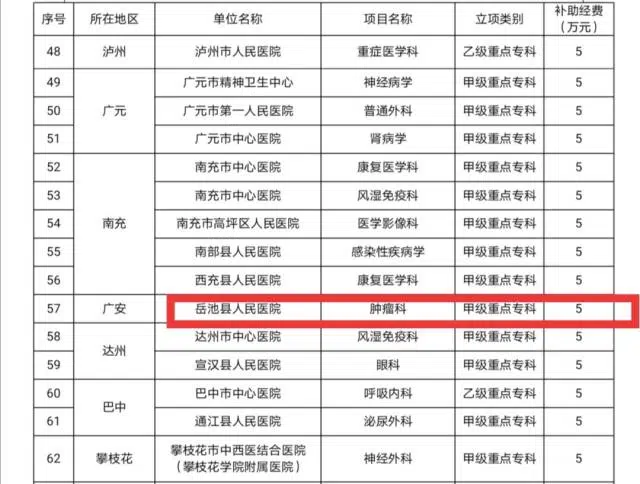 序号 所在地区 单位名称 项目名称 立项类别 补助经费
（万元）
48 泸州 泸州市人民医院 重症医学科 乙级重点专科 5
49 广元 广元市精神卫生中心 神经病学 甲级重点专科 5
50 广元市第一人民医院 普通外科 甲级重点专科 5
51 广元市中心医院 肾病学 甲级重点专科 5
52 南充 南充市中心医院 康复医学科 甲级重点专科 5
53 南充市中心医院 风湿免疫科 甲级重点专科 5
54 南充市高坪区人民医院 医学影像科 甲级重点专科 5
55 南部县人民医院 感染性疾病学 甲级重点专科 5
56 西充县人民医院 康复医学科 甲级重点专科 5
57 广安 岳池县人民医院 肿瘤科 甲级重点专科 5
58 达州 达州市中心医院 风湿免疫科 甲级重点专科 5
59 宣汉县人民医院 眼科 甲级重点专科 5
60 巴中 巴中市中心医院 呼吸内科 乙级重点专科 5
61 通江县人民医院 泌尿外科 甲级重点专科 5
62 攀枝花 攀枝花市中西医结合医院
（攀枝花学院附属医院） 神经外科 甲级重点专科 5